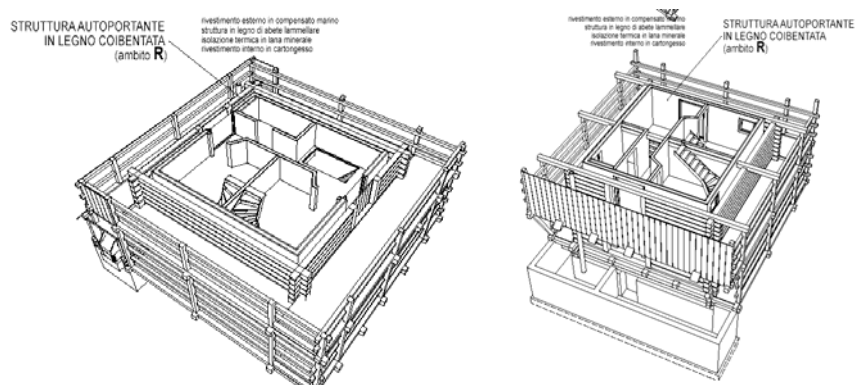 STRUTTURA AUTOPORTANTE
IN LEGNO COIBENTATA
(ambito R)
rivestimento esterno in compensato marino
struttura in legno di abete lammellare
isolazione termica in lana minerale
rivestimento interno in cartongesso
rivestimento esterno in compensato marino
struttura in legno di abete lammellare
isolazione termica in lana minerale
rivestimento interno in cartongesso
STRUTTURA AUTOPORTANTE
IN LEGNO COIBENTATA
(ambito R)